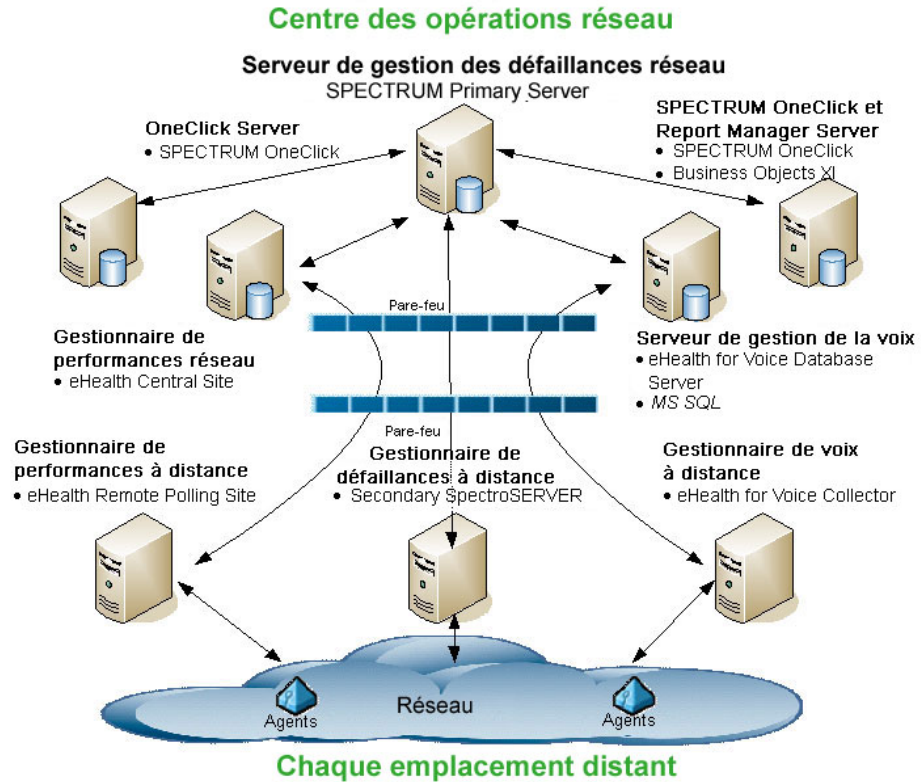 Centre des opérations réseau
Serveur de gestion des défaillances réseau
SPECTRUM Primary Server
OneClick Server
• SPECTRUM OneClick
SPECTRUM OneClick et
Report Manager Server
• SPECTRUM OneClick
• Business Objects XI
Pare-feu
Gestionnaire de
performances réseau
• eHealth Central Site
Serveur de gestion de la voix
• eHealth for Voice Database
Server
• MS SQL
Pare-feu
Gestionnaire de
performances à distance
• eHealth Remote Polling Site
Gestionnaire de
défaillances à distance
• Secondary SpectroSERVER
Gestionnaire de voix
à distance
• eHealth for Voice Collector
Réseau
Agents
Agents
Chaque emplacement distant